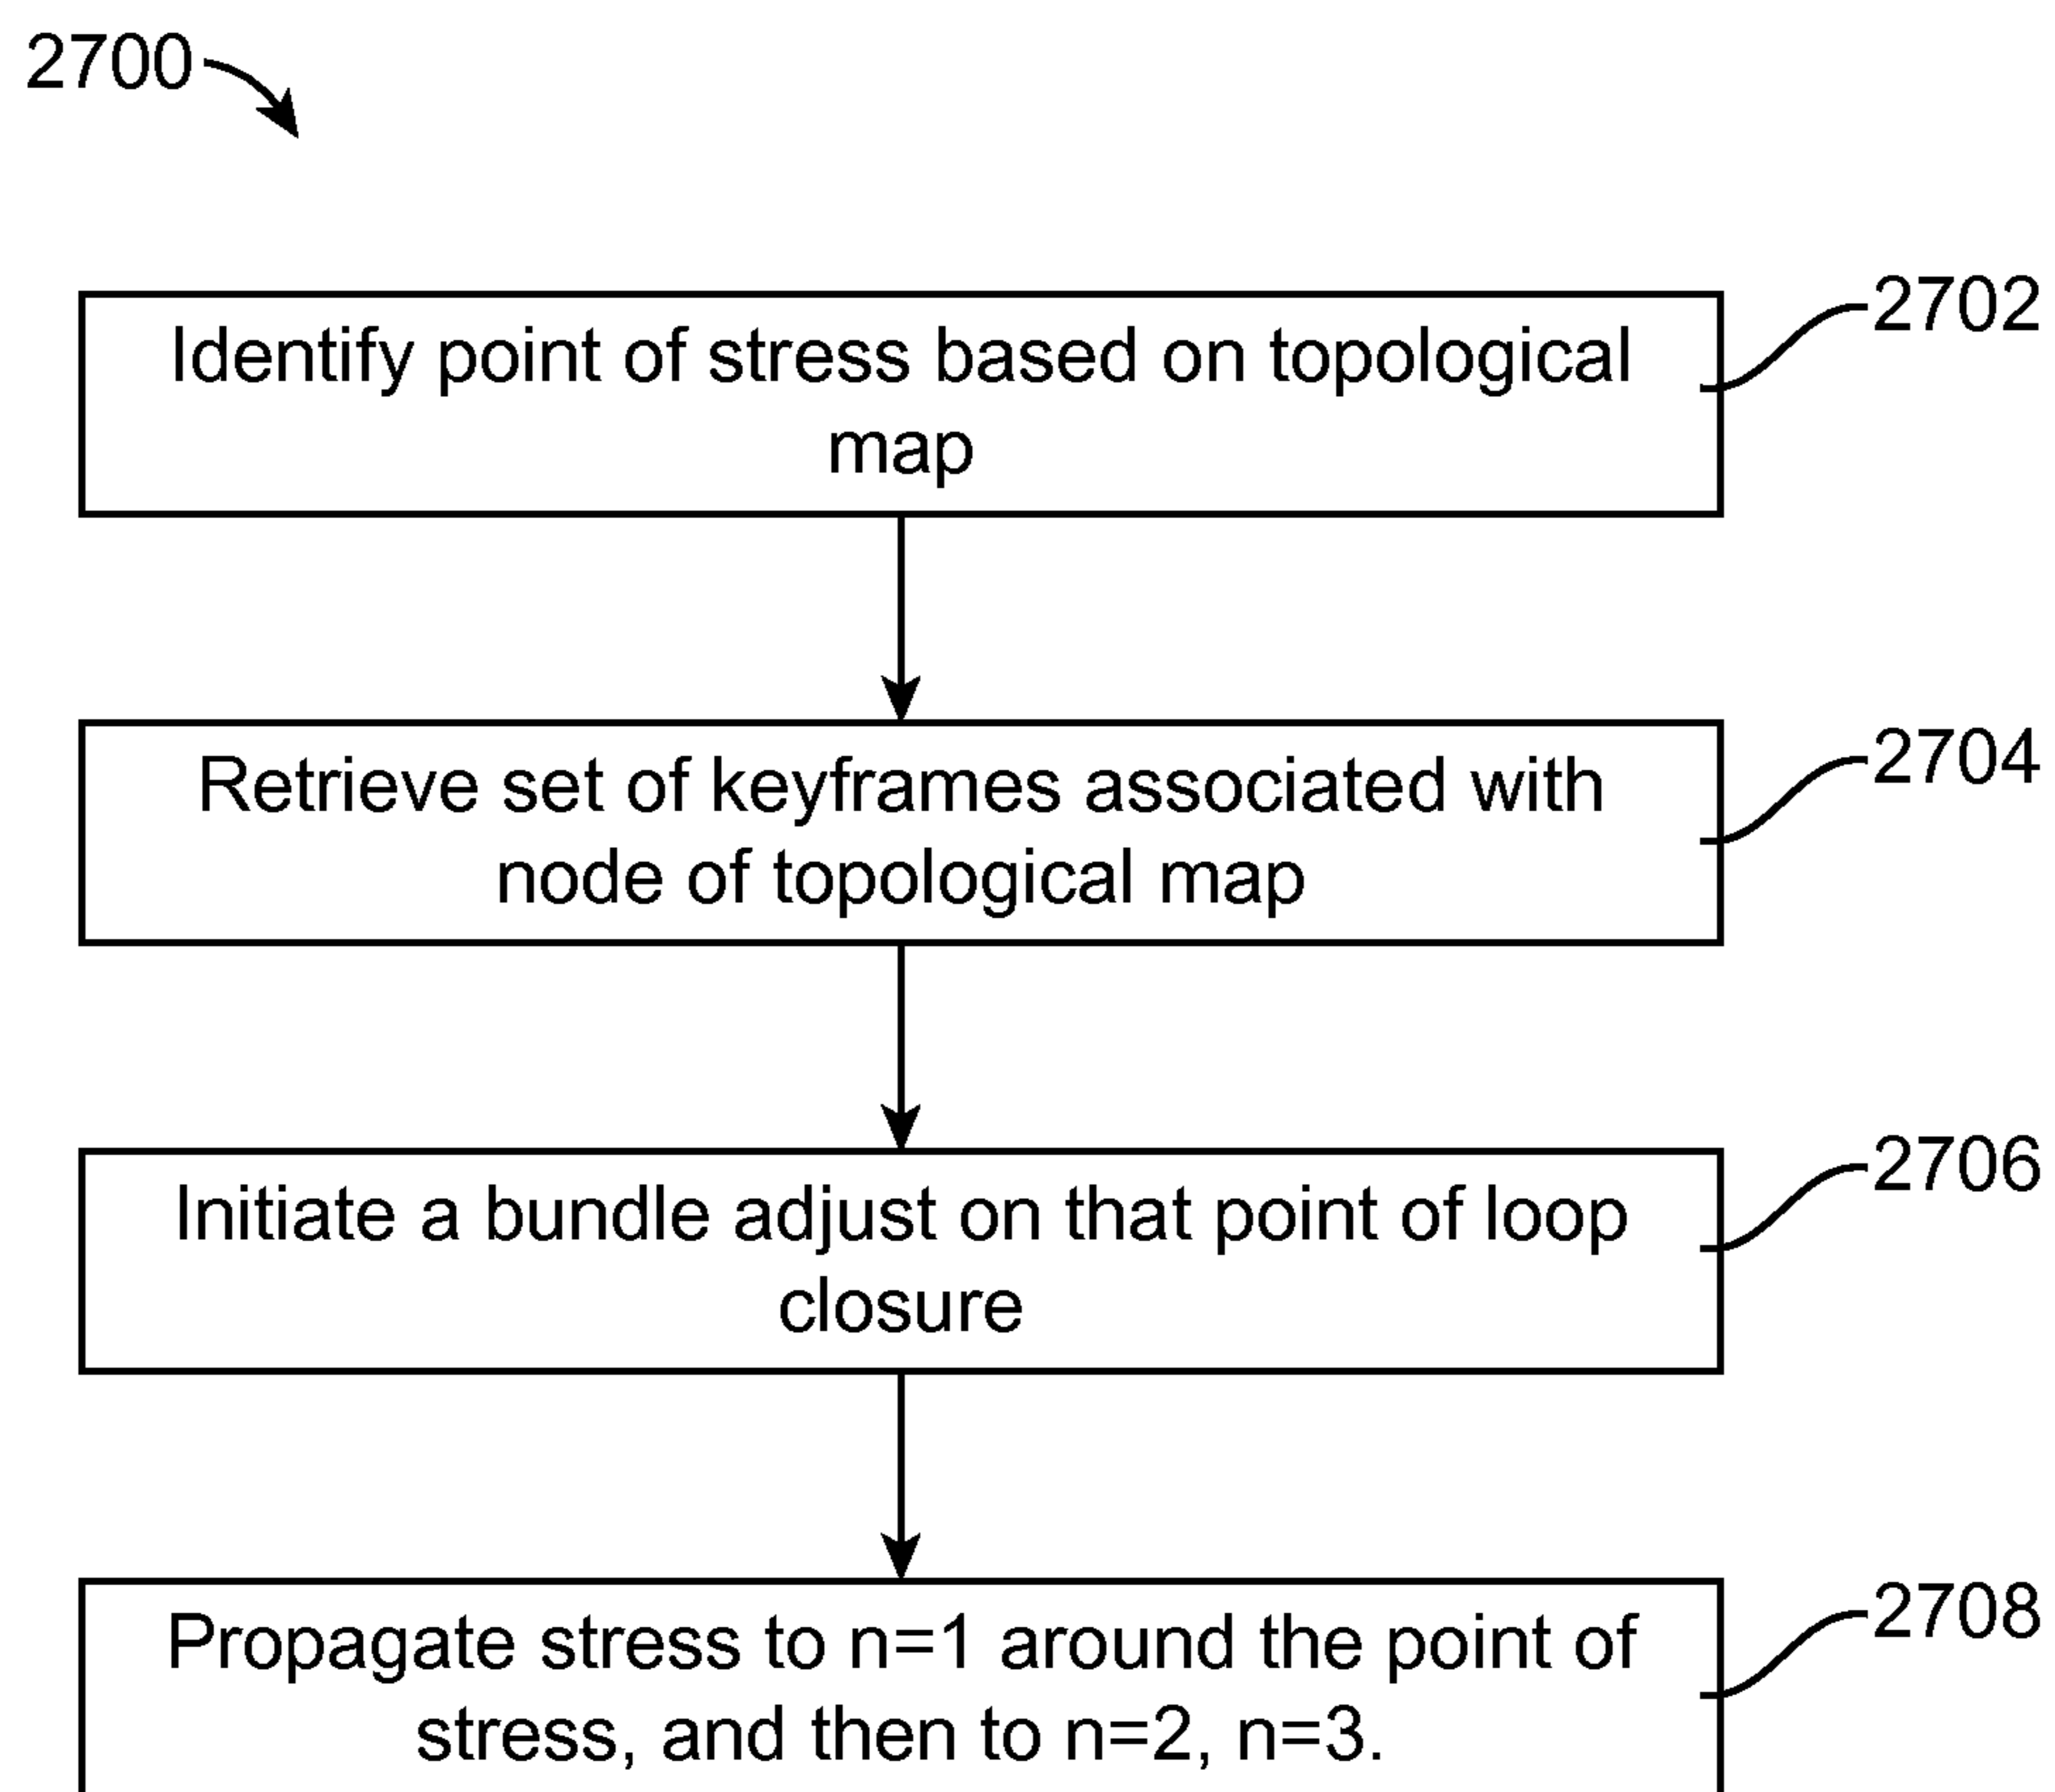 2700
2702
Identify point of stress based on topological
map
2704
Retrieve set of keyframes associated with
node of topological map
2706
Initiate a bundle adjust on that point of loop
closure
2708
Propagate stress to n=1 around the point of
stress, and then to n=2, n=3.